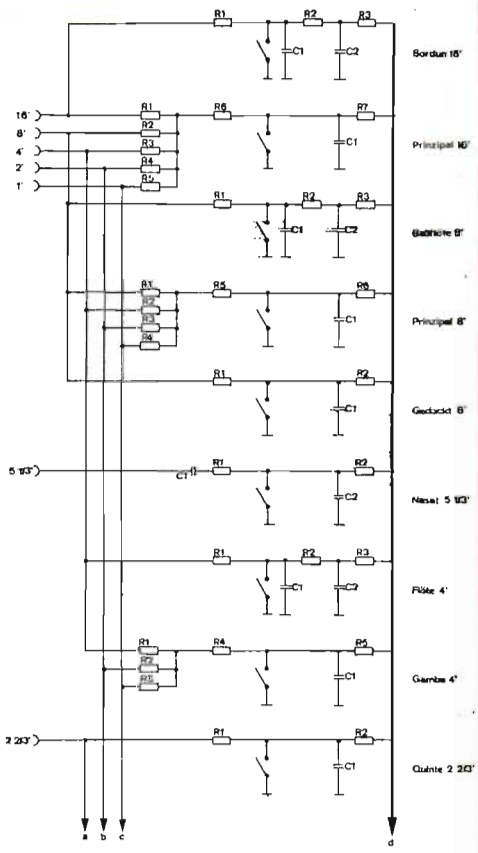 R1 R2 R3
C1 C2
Bordun 16'
16' R1 R6 R7
8' R2
4' R3 C1 Prinzipal 16'
2' R4
1' R5
R1 R2 R3
C1 C2 Baßflöte 8'
R1 R5 R6
R2
R3 C1 Prinzipal 8'
R4
R1 R2
C1 Gedackt 8'
5 1/3' C1 R1 R2
C2 Nasat 5 1/3'
R1 R2 R3
C1 C2 Flöte 4'
R1 R4 R5
R2
R3 C1 Gambe 4'
2 2/3' R1 R2
C1 Quinte 2 2/3'
a b c d